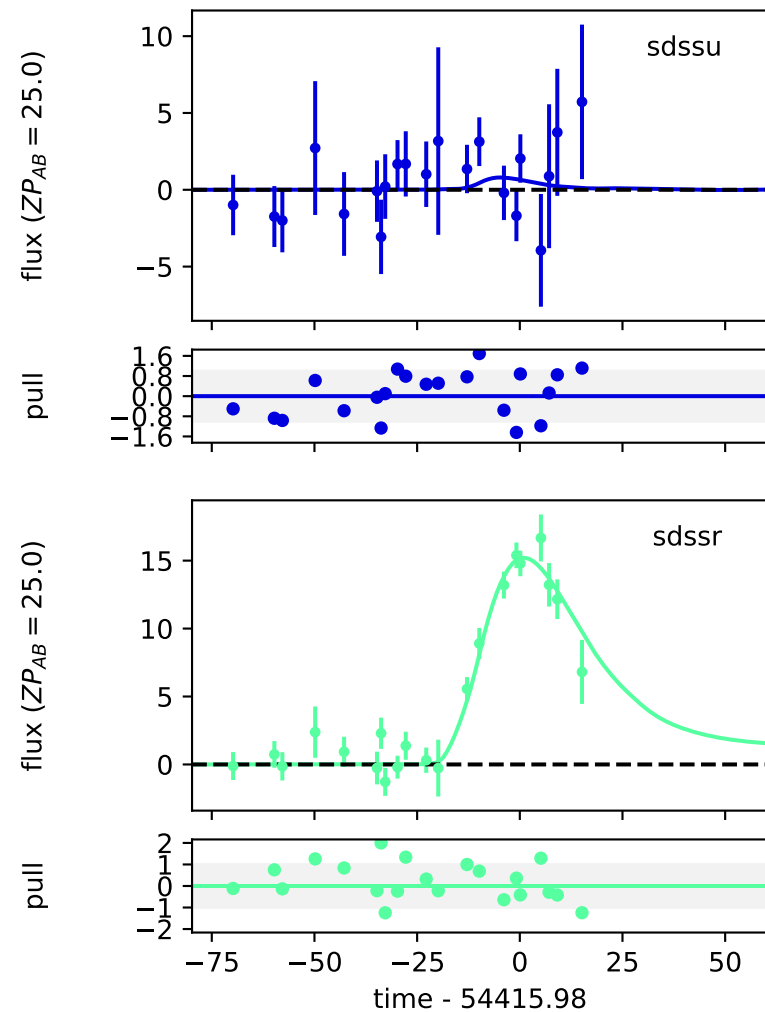 sdssu
flux ($ZP_{AB}$ = 25.0)
10
5
0
−5
pull
1.6
0.8
0.0
−0.8
−1.6
sdssr
flux ($ZP_{AB}$ = 25.0)
15
10
5
0
pull
2
1
0
−1
−2
−75 −50 −25 0 25 50
time - 54415.98